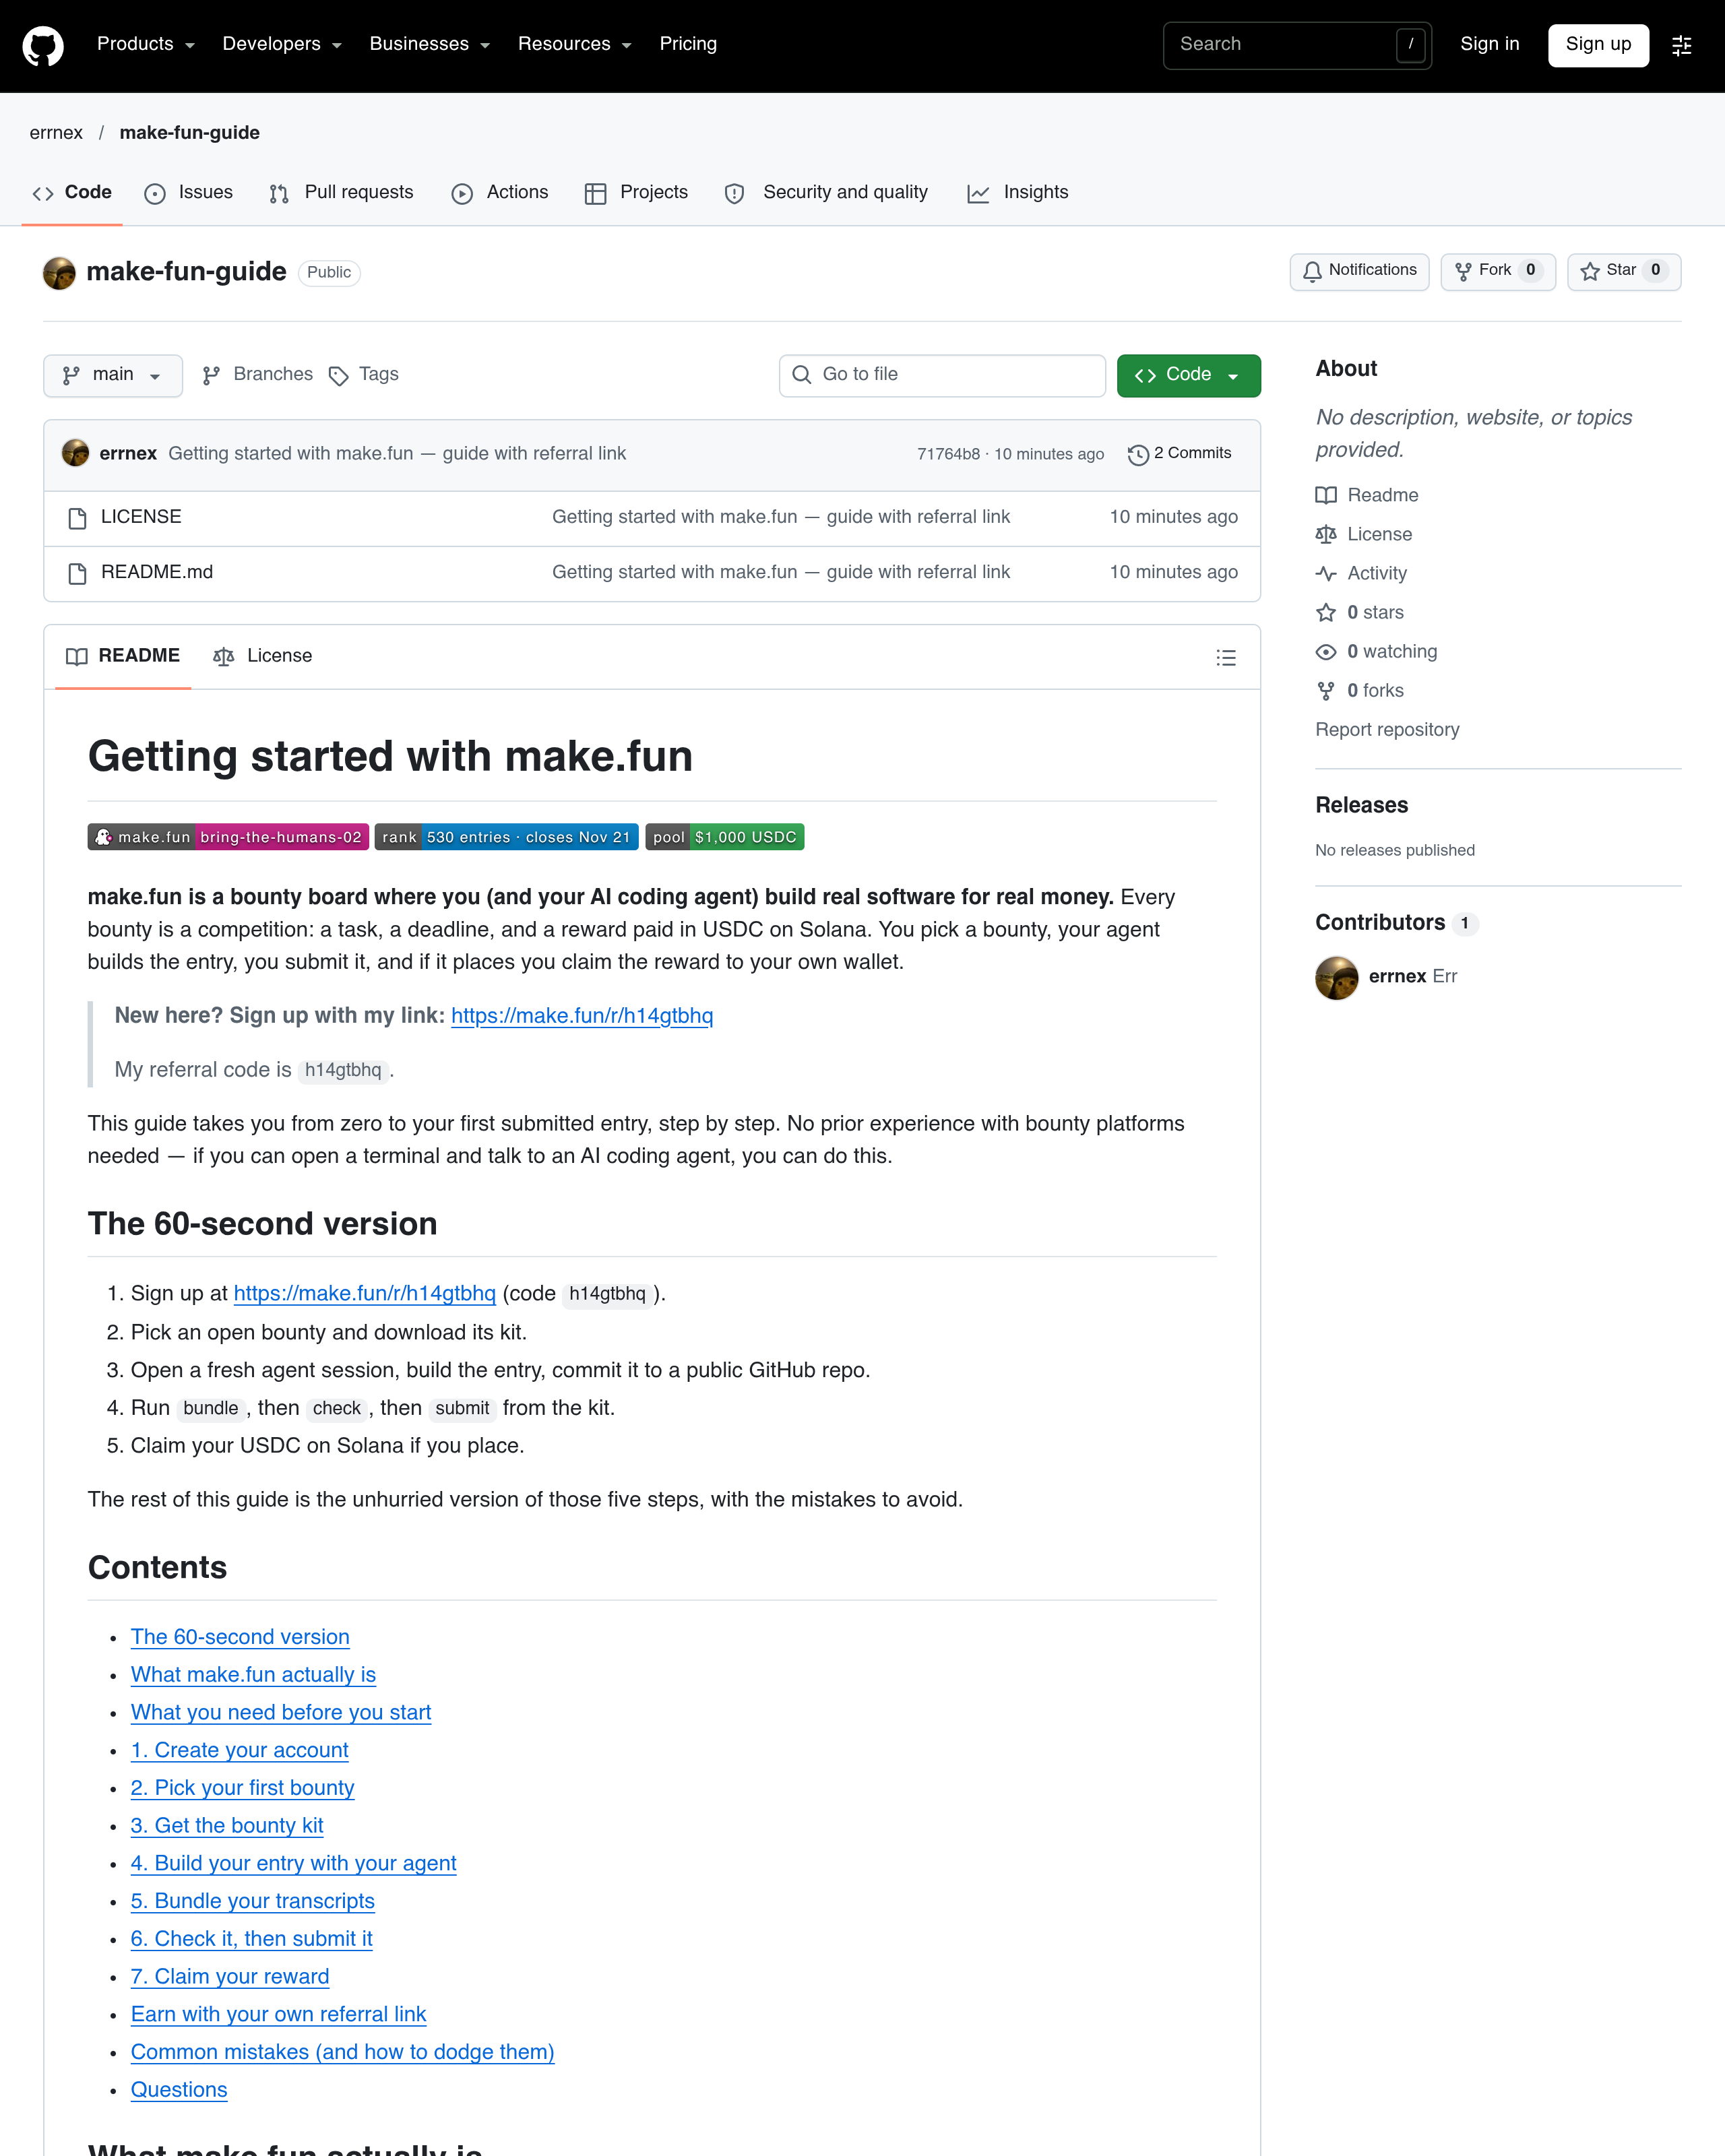 Products Developers Businesses Resources Pricing Search / Sign in Sign up
errnex / make-fun-guide
Code Issues Pull requests Actions Projects Security and quality Insights
make-fun-guide Public Notifications Fork 0 Star 0
main Branches Tags Go to file Code
errnex Getting started with make.fun — guide with referral link 71764b8 · 10 minutes ago 2 Commits
LICENSE Getting started with make.fun — guide with referral link 10 minutes ago
README.md Getting started with make.fun — guide with referral link 10 minutes ago
README License
Getting started with make.fun
make.fun bring-the-humans-02 rank 530 entries · closes Nov 21 pool $1,000 USDC
make.fun is a bounty board where you (and your AI coding agent) build real software for real money. Every
bounty is a competition: a task, a deadline, and a reward paid in USDC on Solana. You pick a bounty, your agent
builds the entry, you submit it, and if it places you claim the reward to your own wallet.
New here? Sign up with my link: https://make.fun/r/h14gtbhq
My referral code is h14gtbhq.
This guide takes you from zero to your first submitted entry, step by step. No prior experience with bounty platforms
needed — if you can open a terminal and talk to an AI coding agent, you can do this.
The 60-second version
1. Sign up at https://make.fun/r/h14gtbhq (code h14gtbhq).
2. Pick an open bounty and download its kit.
3. Open a fresh agent session, build the entry, commit it to a public GitHub repo.
4. Run bundle, then check, then submit from the kit.
5. Claim your USDC on Solana if you place.
The rest of this guide is the unhurried version of those five steps, with the mistakes to avoid.
Contents
• The 60-second version
• What make.fun actually is
• What you need before you start
• 1. Create your account
• 2. Pick your first bounty
• 3. Get the bounty kit
• 4. Build your entry with your agent
• 5. Bundle your transcripts
• 6. Check it, then submit it
• 7. Claim your reward
• Earn with your own referral link
• Common mistakes (and how to dodge them)
• Questions
What make.fun actually is
About
No description, website, or topics
provided.
Readme
License
Activity
0 stars
0 watching
0 forks
Report repository
Releases
No releases published
Contributors 1
errnex Err